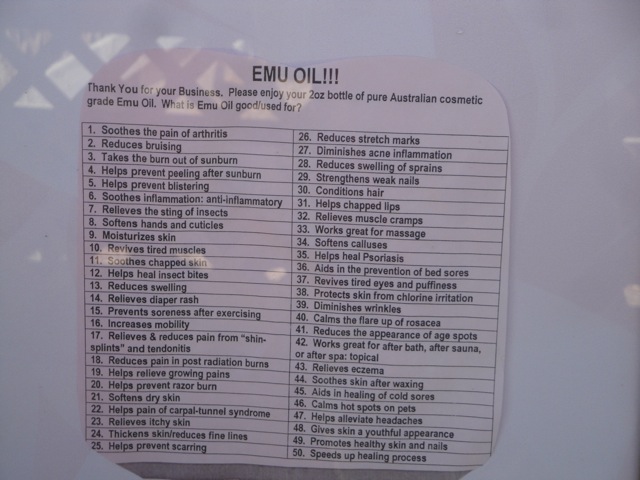 EMU OIL!!!
Thank You for your Business. Please enjoy your 2oz bottle of pure Australian cosmetic
grade Emu Oil. What is Emu Oil good/used for?
1. Soothes the pain of arthritis
2. Reduces bruising
3. Takes the burn out of sunburn
4. Helps prevent peeling after sunburn
5. Helps prevent blistering
6. Soothes inflammation: anti-inflammatory
7. Relieves the sting of insects
8. Softens hands and cuticles
9. Moisturizes skin
10. Revives tired muscles
11. Soothes chapped skin
12. Helps heal insect bites
13. Reduces swelling
14. Relieves diaper rash
15. Prevents soreness after exercising
16. Increases mobility
17. Relieves & reduces pain from "shin-
splints" and tendonitis
18. Reduces pain in post radiation burns
19. Helps relieve growing pains
20. Helps prevent razor burn
21. Softens dry skin
22. Helps pain of carpal-tunnel syndrome
23. Relieves itchy skin
24. Thickens skin/reduces fine lines
25. Helps prevent scarring
26. Reduces stretch marks
27. Diminishes acne inflammation
28. Reduces swelling of sprains
29. Strengthens weak nails
30. Conditions hair
31. Helps chapped lips
32. Relieves muscle cramps
33. Works great for massage
34. Softens calluses
35. Helps heal Psoriasis
36. Aids in the prevention of bed sores
37. Revives tired eyes and puffiness
38. Protects skin from chlorine irritation
39. Diminishes wrinkles
40. Calms the flare up of rosacea
41. Reduces the appearance of age spots
42. Works great for after bath, after sauna,
or after spa: topical
43. Relieves eczema
44. Soothes skin after waxing
45. Aids in healing of cold sores
46. Calms hot spots on pets
47. Helps alleviate headaches
48. Gives skin a youthful appearance
49. Promotes healthy skin and nails
50. Speeds up healing process